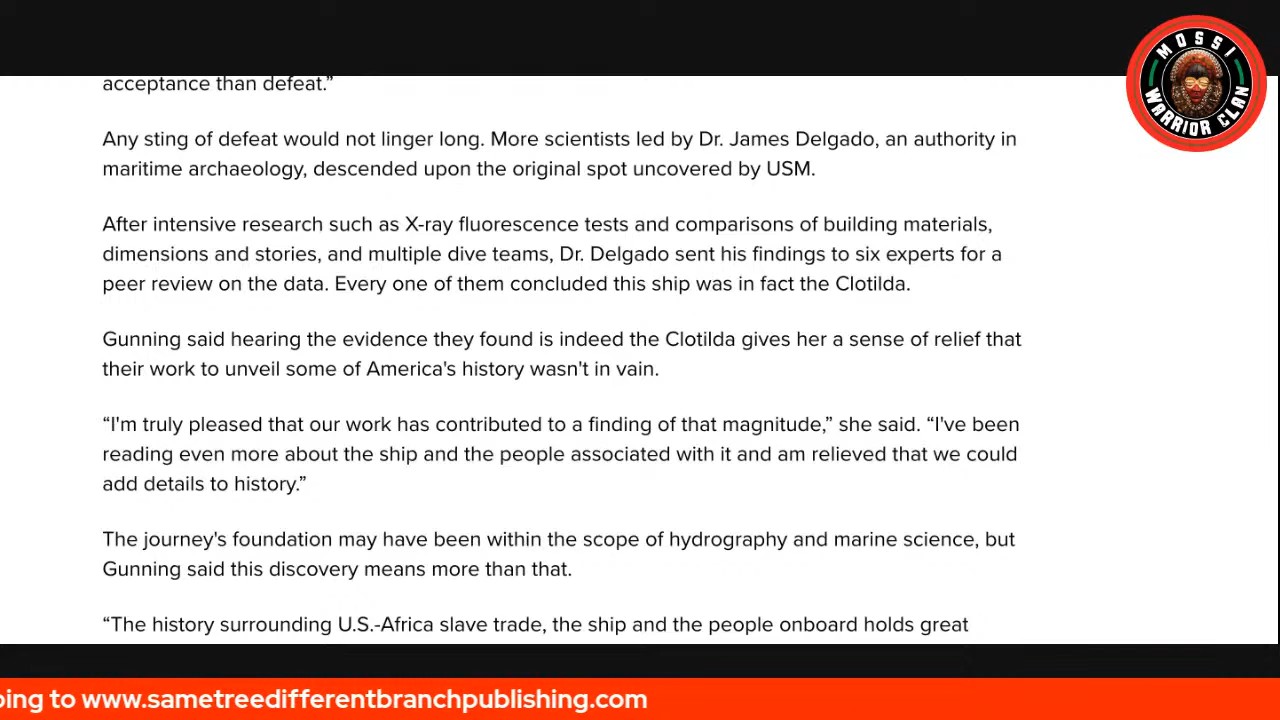 acceptance than defeat.”
Any sting of defeat would not linger long. More scientists led by Dr. James Delgado, an authority in
maritime archaeology, descended upon the original spot uncovered by USM.
After intensive research such as X-ray fluorescence tests and comparisons of building materials,
dimensions and stories, and multiple dive teams, Dr. Delgado sent his findings to six experts for a
peer review on the data. Every one of them concluded this ship was in fact the Clotilda.
Gunning said hearing the evidence they found is indeed the Clotilda gives her a sense of relief that
their work to unveil some of America's history wasn't in vain.
“I'm truly pleased that our work has contributed to a finding of that magnitude,” she said. “I've been
reading even more about the ship and the people associated with it and am relieved that we could
add details to history.”
The journey's foundation may have been within the scope of hydrography and marine science, but
Gunning said this discovery means more than that.
“The history surrounding U.S.-Africa slave trade, the ship and the people onboard holds great
MOSSI
WARRIOR CLAN
to www.sametreedifferentbranchpublishing.com